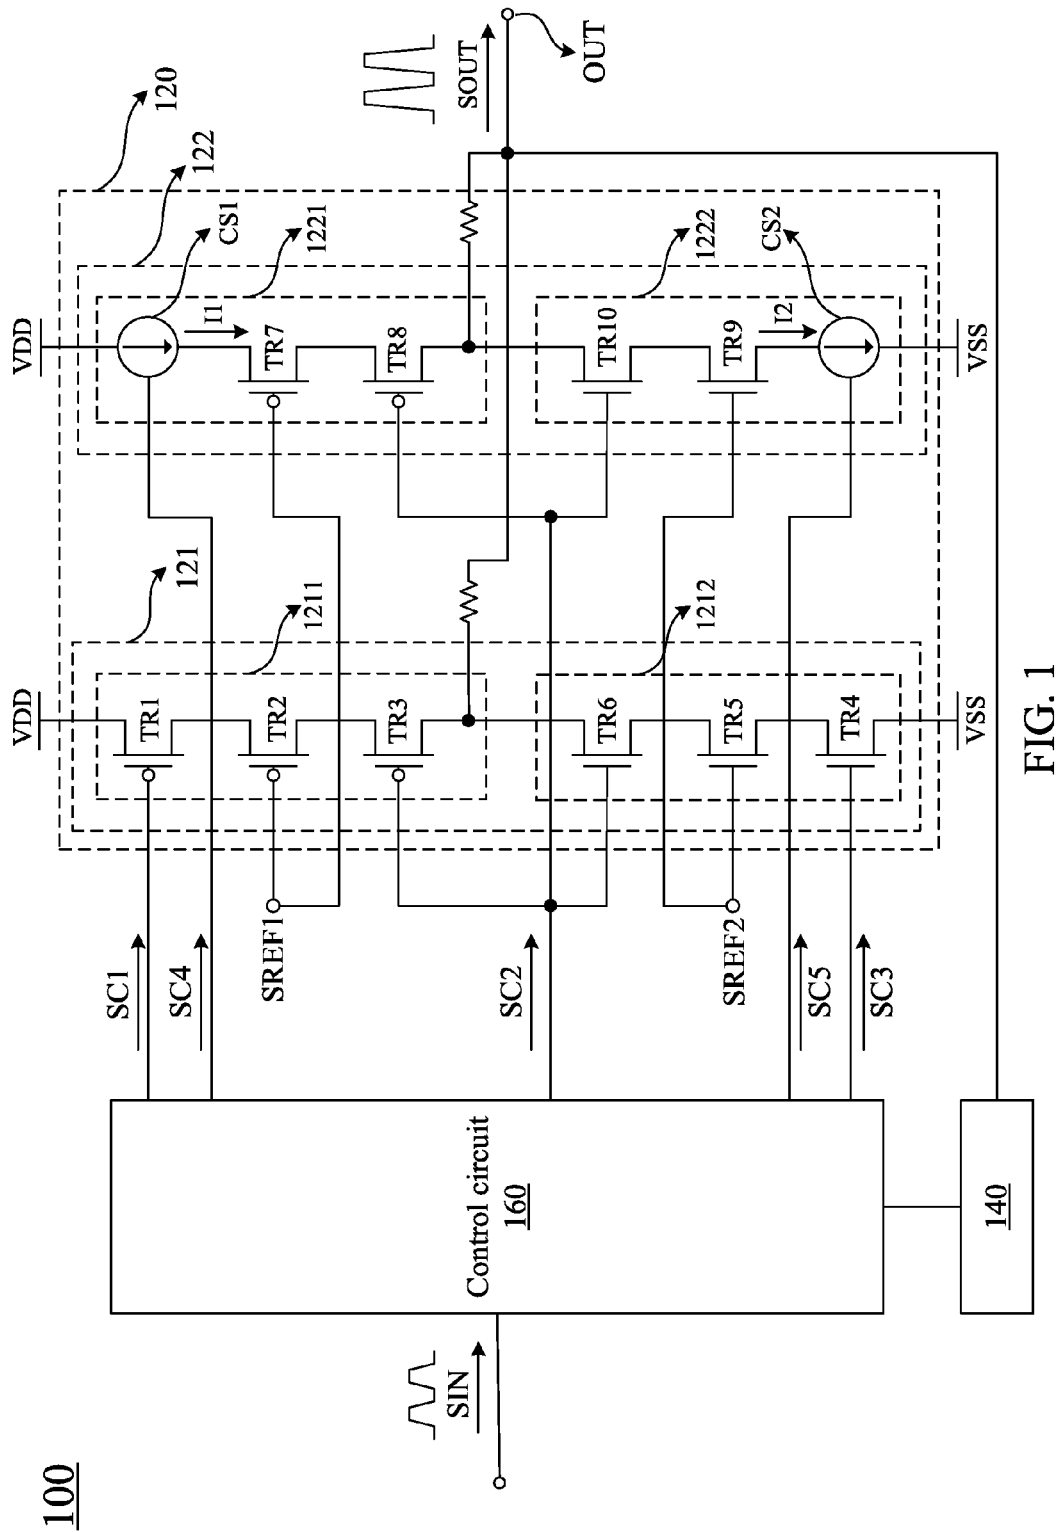 100
SIN
Control circuit
160
140
SC1
SC4
SREF1
SC2
SREF2
SC5
SC3
VDD
121
1211
TR1
TR2
TR3
TR6
TR5
TR4
1212
VSS
VDD
120
122
CS1
1221
I1
TR7
TR8
TR10
TR9
1222
CS2
I2
VSS
SOUT
OUT
FIG. 1